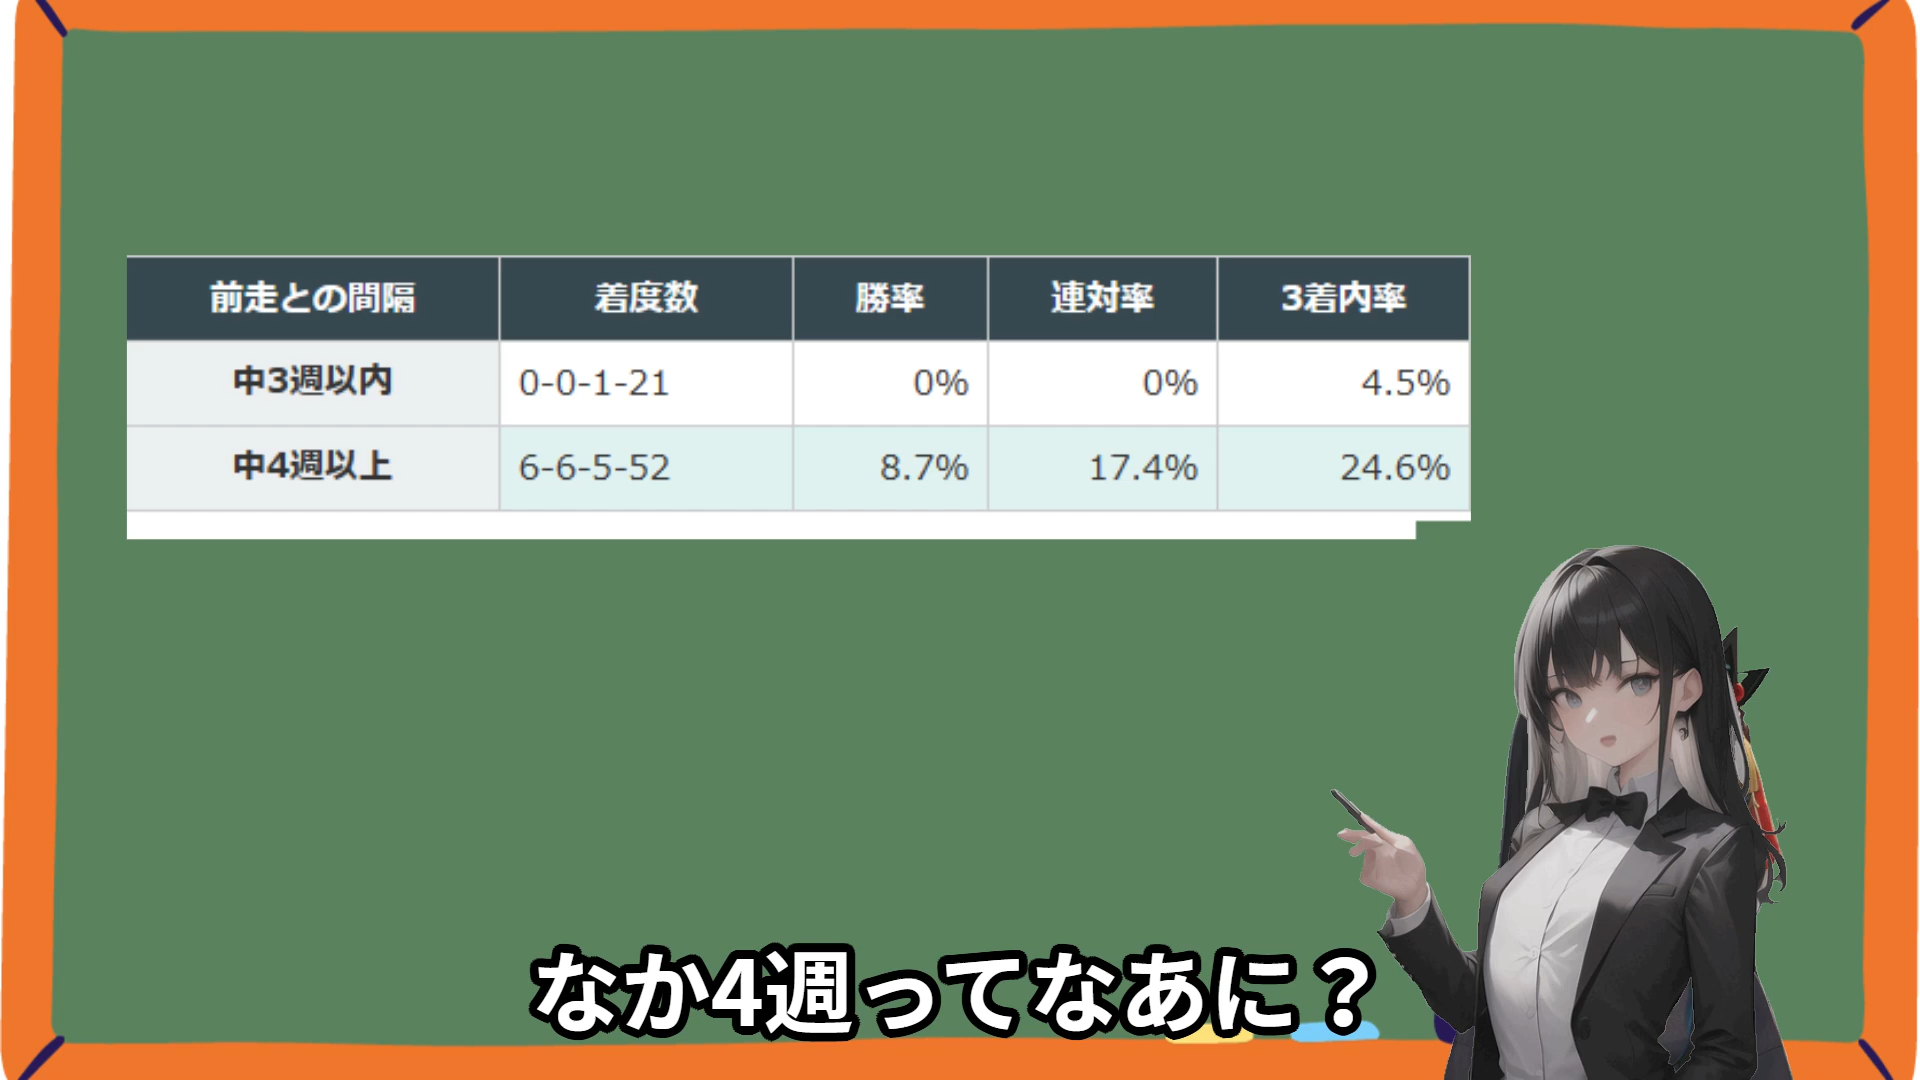 前走との間隔 着度数 勝率 連対率 3着内率
中3週以内 0-0-1-21 0% 0% 4.5%
中4週以上 6-6-5-52 8.7% 17.4% 24.6%
なか4週ってなあに？